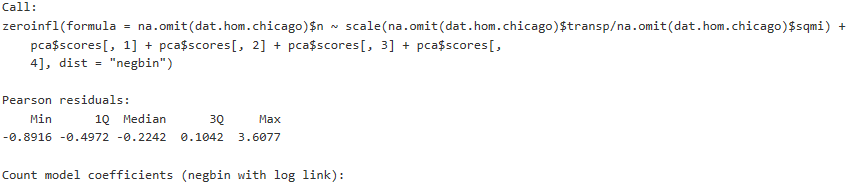 Call:
zeroinfl(formula = na.omit(dat.hom.chicago)$n ~ scale(na.omit(dat.hom.chicago)$transp/na.omit(dat.hom.chicago)$sqmi) +
    pca$scores[, 1] + pca$scores[, 2] + pca$scores[, 3] + pca$scores[,
    4], dist = "negbin")
Pearson residuals:
    Min      1Q  Median      3Q     Max
-0.8916 -0.4972 -0.2242  0.1042  3.6077
Count model coefficients (negbin with log link):